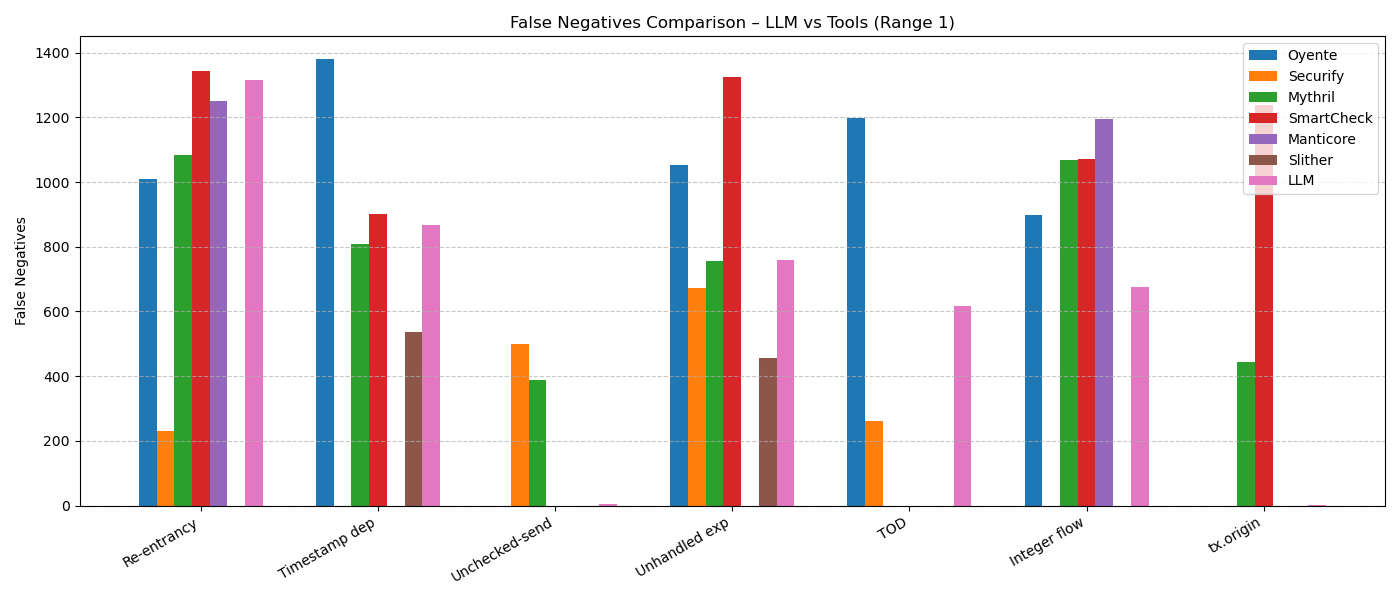 False Negatives Comparison – LLM vs Tools (Range 1)
False Negatives
1400
1200
1000
800
600
400
200
0
Oyente
Securify
Mythril
SmartCheck
Manticore
Slither
LLM
Re-entrancy
Timestamp dep
Unchecked-send
Unhandled exp
TOD
Integer flow
tx.origin